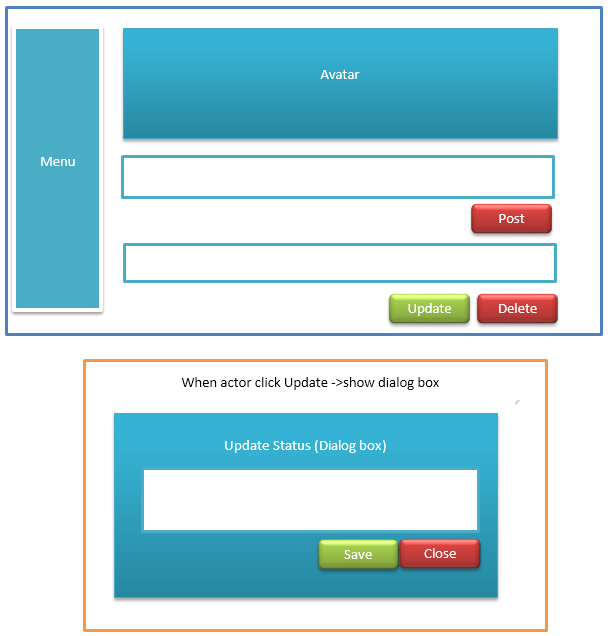 Avatar
Menu
Post
Update
Delete
When actor click Update ->show dialog box
Update Status (Dialog box)
Save
Close